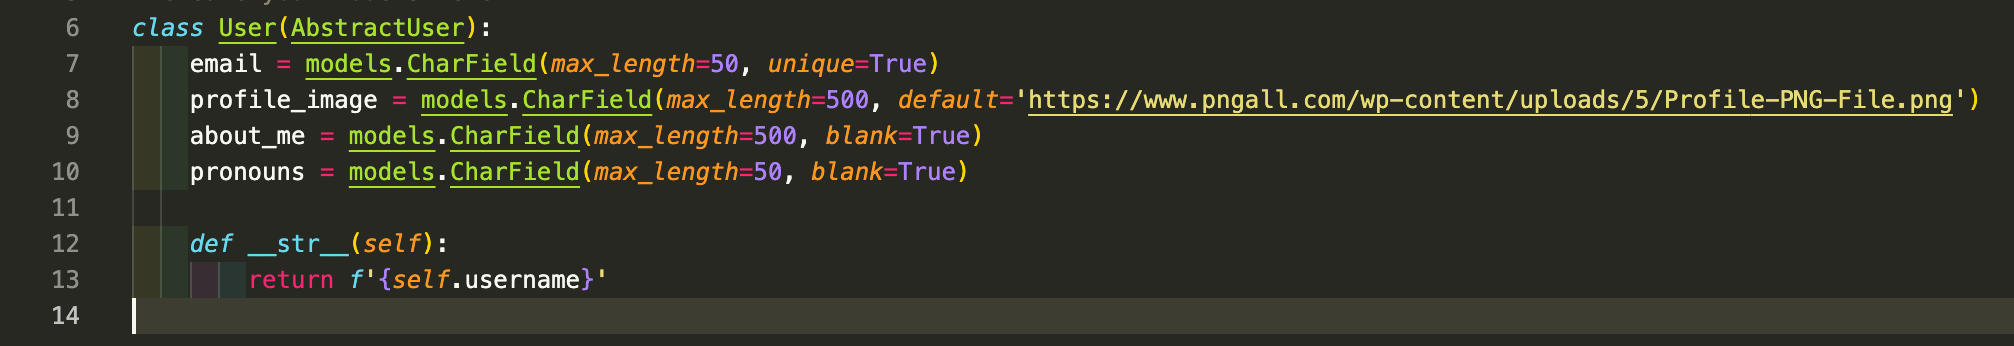 6 class User(AbstractUser):
7 email = models.CharField(max_length=50, unique=True)
8 profile_image = models.CharField(max_length=500, default='https://www.pngall.com/wp-content/uploads/5/Profile-PNG-File.png')
9 about_me = models.CharField(max_length=500, blank=True)
10 pronouns = models.CharField(max_length=50, blank=True)
11
12 def __str__(self):
13 return f'{self.username}'
14